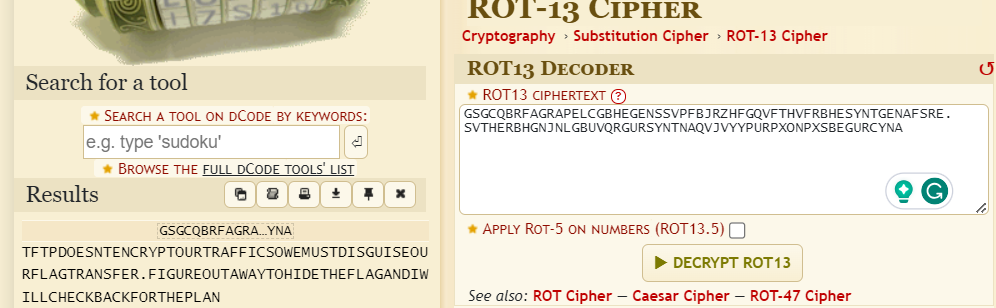 Search for a tool
★ SEARCH A TOOL ON DCODE BY KEYWORDS:
e.g. type 'sudoku'
★ BROWSE THE FULL DCODE TOOLS' LIST
Results
GSGCQBRFAGRA…YNA
TFTPDOESNTENCRYPTOURTRAFFICSOWEMUSTDISGUISEOU
RFLAGTRANSFER.FIGUREOUTAWAYTOHIDETHEFLAGANDIW
ILLCHECKBACKFORTHEPLAN
ROT-13 CIPHER
Cryptography › Substitution Cipher › ROT-13 Cipher
ROT13 DECODER
★ ROT13 CIPHERTEXT ?
GSGCQBRFAGRAPELCGBHEGENSSVPFBJRZHFGQVFTHVFRBHESYNTGENAFSRE.
SVTHERBHGNJNLGBUVQRGURSYNTNAQVJVYYPURPXONPXSBEGURCYNA
★ APPLY ROT-5 ON NUMBERS (ROT13.5)
▶ DECRYPT ROT13
See also: ROT Cipher — Caesar Cipher — ROT-47 Cipher